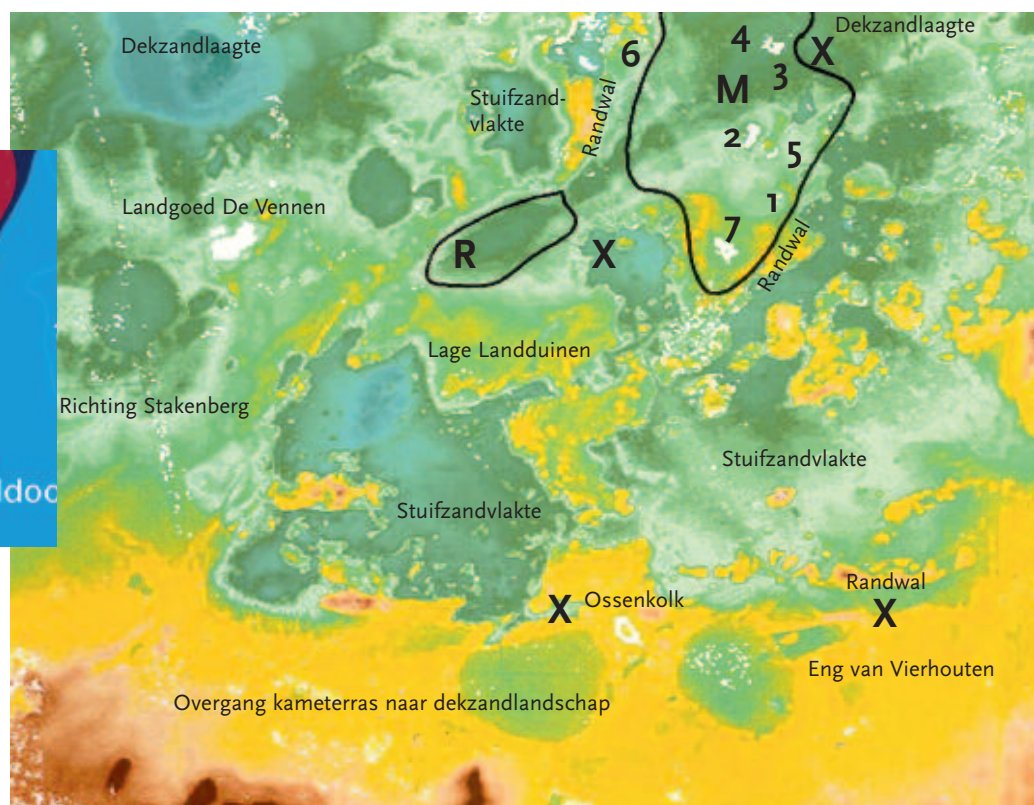 Dekzandlaagte
6
4
X
Dekzandlaagte
3
Stuifzand-
vlakte
Randwal
M
2
5
Landgoed De Vennen
1
7
R
X
Randwal
Lage Landduinen
Richting Stakenberg
Stuifzandvlakte
ldoo
Stuifzandvlakte
Randwal
X
Ossenkolk
X
Eng van Vierhouten
Overgang kameterras naar dekzandlandschap